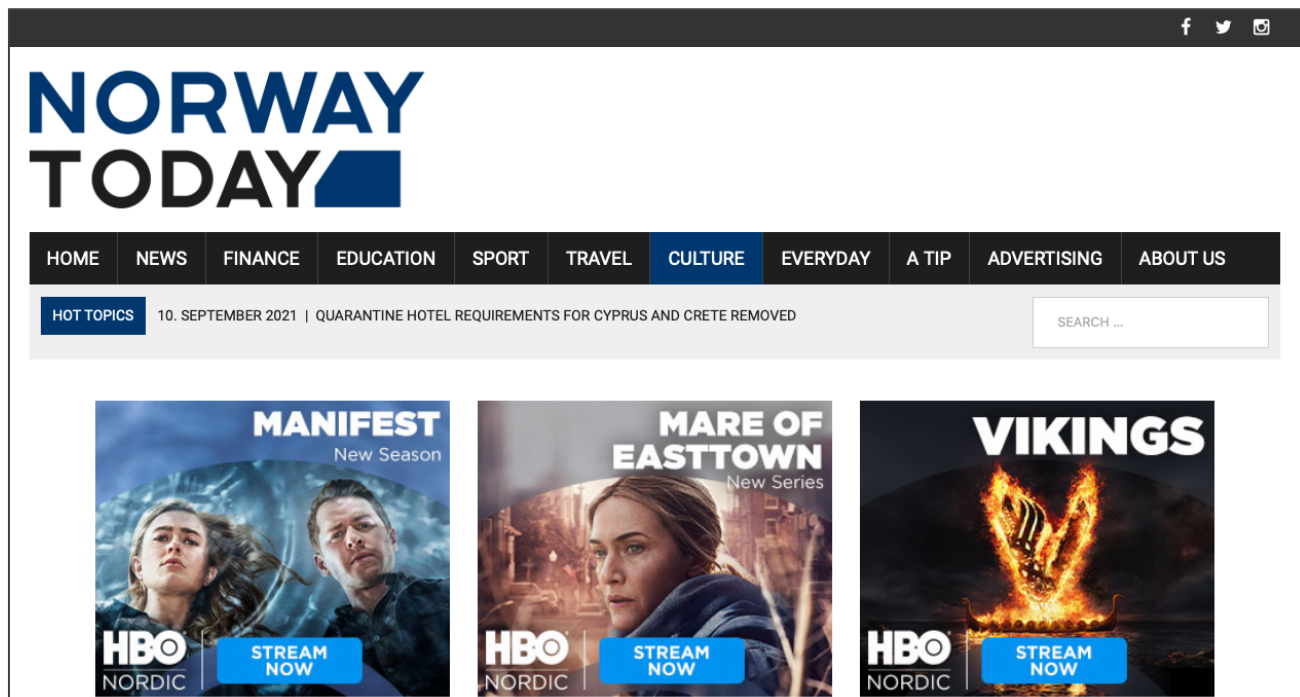 NORWAY
TODAY
HOME NEWS FINANCE EDUCATION SPORT TRAVEL CULTURE EVERYDAY A TIP ADVERTISING ABOUT US
HOT TOPICS 10. SEPTEMBER 2021 | QUARANTINE HOTEL REQUIREMENTS FOR CYPRUS AND CRETE REMOVED SEARCH ...
MANIFEST
New Season
HBO
NORDIC
STREAM
NOW
MARE OF
EASTTOWN
New Series
HBO
NORDIC
STREAM
NOW
VIKINGS
HBO
NORDIC
STREAM
NOW